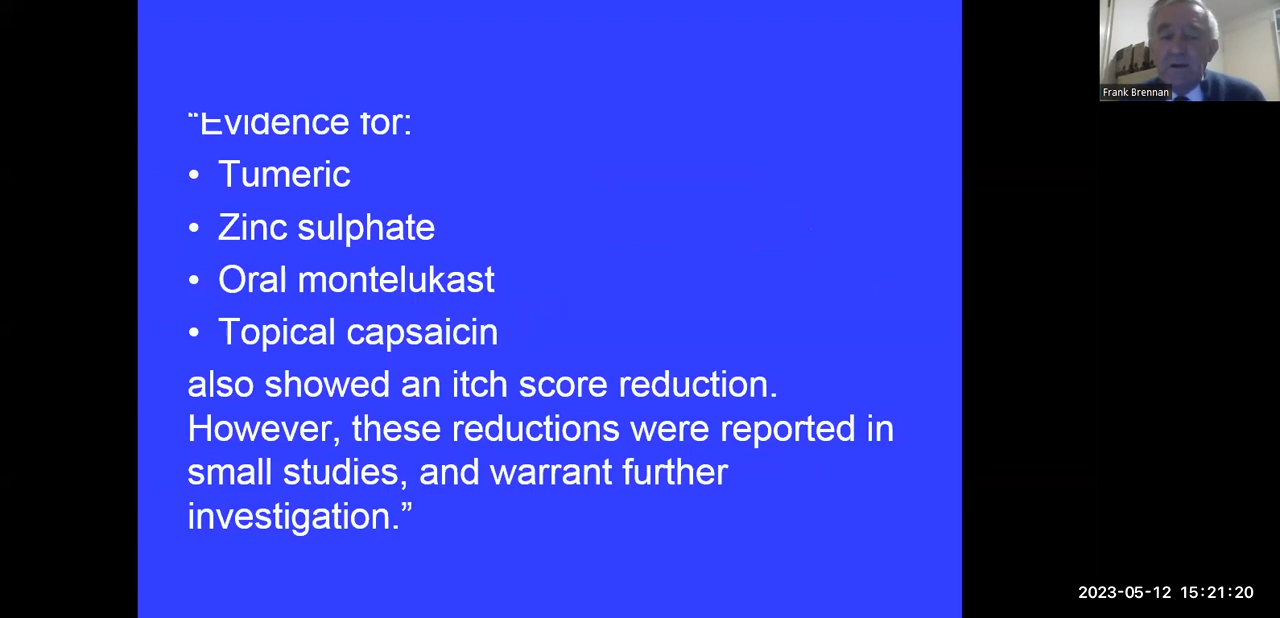 "Evidence for:
• Tumeric
• Zinc sulphate
• Oral montelukast
• Topical capsaicin
also showed an itch score reduction.
However, these reductions were reported in
small studies, and warrant further
investigation.”
Frank Brennan
2023-05-12 15:21:20